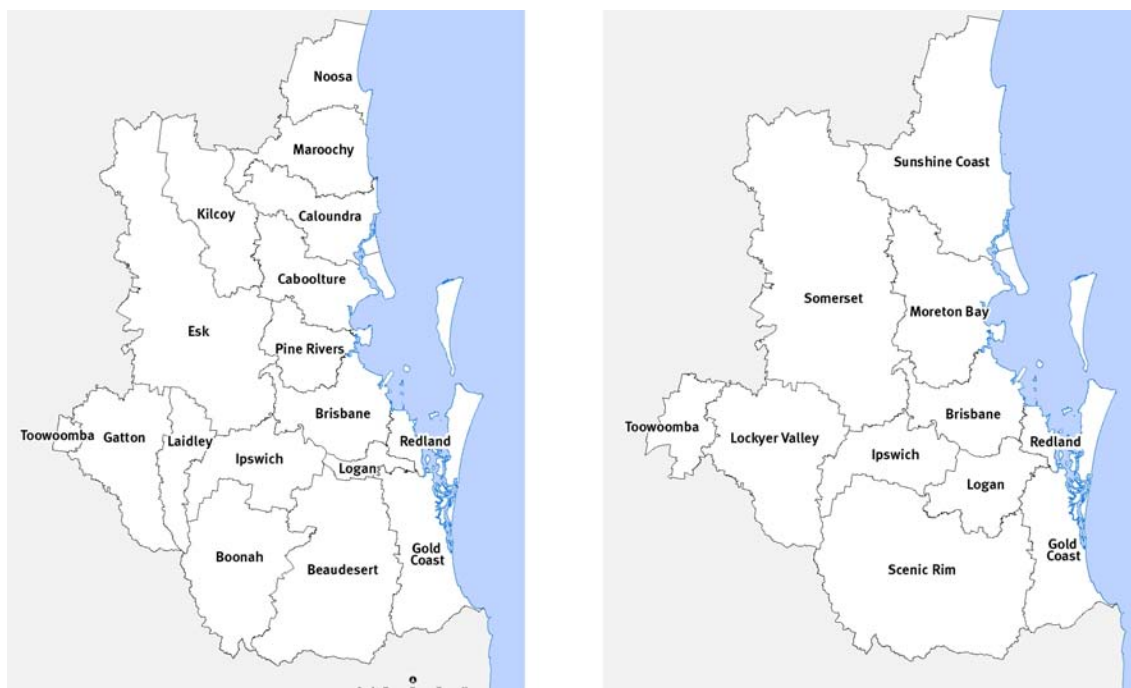 Noosa
Maroochy
Kilcoy
Caloundra
Caboolture
Esk
Pine Rivers
Brisbane
Toowoomba
Gatton
Laidley
Redland
Ipswich
Logan
Boonah
Beaudesert
Gold
Coast
Sunshine Coast
Somerset
Moreton Bay
Brisbane
Toowoomba
Lockyer Valley
Redland
Ipswich
Logan
Gold
Coast
Scenic Rim